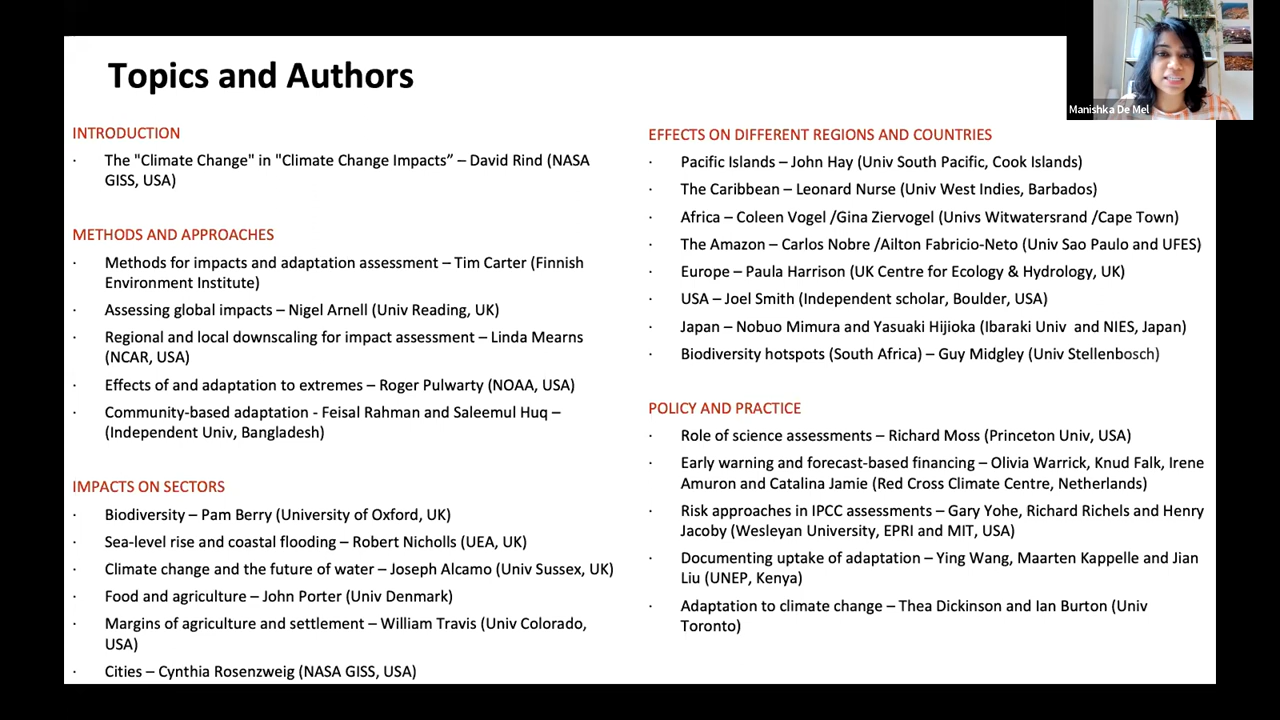 Topics and Authors
Manishka De Mel
INTRODUCTION
· The "Climate Change" in "Climate Change Impacts” – David Rind (NASA
GISS, USA)
METHODS AND APPROACHES
· Methods for impacts and adaptation assessment – Tim Carter (Finnish
Environment Institute)
· Assessing global impacts – Nigel Arnell (Univ Reading, UK)
· Regional and local downscaling for impact assessment – Linda Mearns
(NCAR, USA)
· Effects of and adaptation to extremes – Roger Pulwarty (NOAA, USA)
· Community-based adaptation - Feisal Rahman and Saleemul Huq –
(Independent Univ, Bangladesh)
IMPACTS ON SECTORS
· Biodiversity – Pam Berry (University of Oxford, UK)
· Sea-level rise and coastal flooding – Robert Nicholls (UEA, UK)
· Climate change and the future of water – Joseph Alcamo (Univ Sussex, UK)
· Food and agriculture – John Porter (Univ Denmark)
· Margins of agriculture and settlement – William Travis (Univ Colorado,
USA)
· Cities – Cynthia Rosenzweig (NASA GISS, USA)
EFFECTS ON DIFFERENT REGIONS AND COUNTRIES
· Pacific Islands – John Hay (Univ South Pacific, Cook Islands)
· The Caribbean – Leonard Nurse (Univ West Indies, Barbados)
· Africa – Coleen Vogel /Gina Ziervogel (Univs Witwatersrand /Cape Town)
· The Amazon – Carlos Nobre /Ailton Fabricio-Neto (Univ Sao Paulo and UFES)
· Europe – Paula Harrison (UK Centre for Ecology & Hydrology, UK)
· USA – Joel Smith (Independent scholar, Boulder, USA)
· Japan – Nobuo Mimura and Yasuaki Hijioka (Ibaraki Univ and NIES, Japan)
· Biodiversity hotspots (South Africa) – Guy Midgley (Univ Stellenbosch)
POLICY AND PRACTICE
· Role of science assessments – Richard Moss (Princeton Univ, USA)
· Early warning and forecast-based financing – Olivia Warrick, Knud Falk, Irene
Amuron and Catalina Jamie (Red Cross Climate Centre, Netherlands)
· Risk approaches in IPCC assessments – Gary Yohe, Richard Richels and Henry
Jacoby (Wesleyan University, EPRI and MIT, USA)
· Documenting uptake of adaptation – Ying Wang, Maarten Kappelle and Jian
Liu (UNEP, Kenya)
· Adaptation to climate change – Thea Dickinson and Ian Burton (Univ
Toronto)